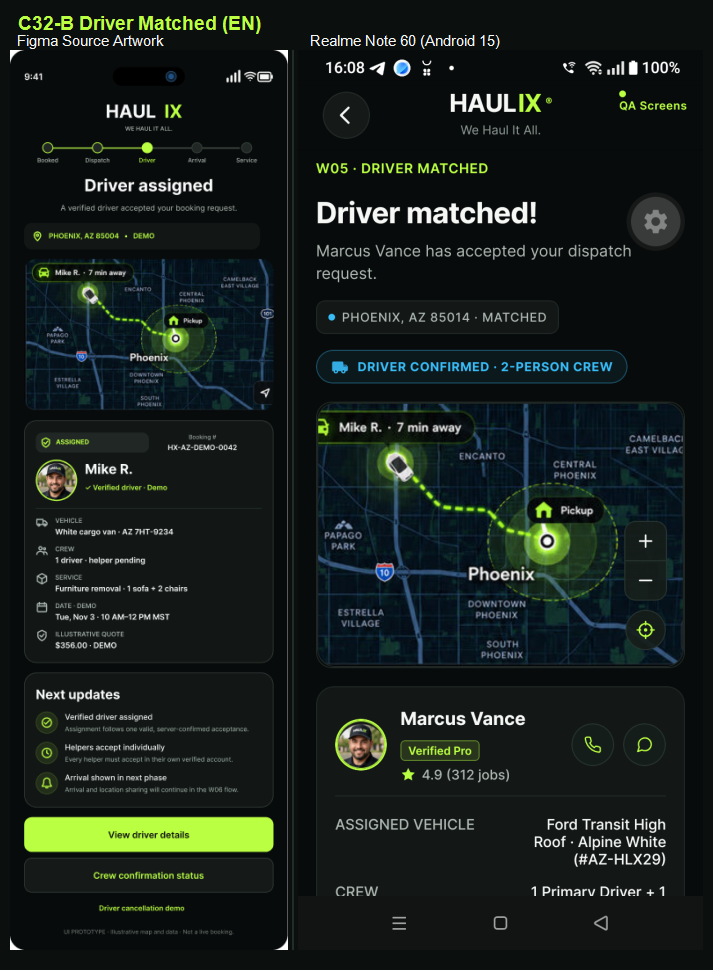 C32-B Driver Matched (EN)
Figma Source Artwork
9:41
HAUL IX
WE HAUL IT ALL.
Booked Dispatch Driver Arrival Service
Driver assigned
A verified driver accepted your booking request.
PHOENIX, AZ 85004 • DEMO
Mike R. · 7 min away
CAMELBACK
EAST VILLAGE
ENCANTO
CENTRAL
PHOENIX
101
Pickup
PAPAGO
PARK
10
Phoenix
ESTRELLA
VILLAGE
DOWNTOWN
PHOENIX
SOUTH
PHOENIX
ASSIGNED
Booking #
HX-AZ-DEMO-0042
Mike R.
✓ Verified driver · Demo
VEHICLE
White cargo van · AZ 7HT-9234
CREW
1 driver · helper pending
SERVICE
Furniture removal · 1 sofa + 2 chairs
DATE · DEMO
Tue, Nov 3 · 10 AM–12 PM MST
ILLUSTRATIVE QUOTE
$356.00 · DEMO
Next updates
Verified driver assigned
Assignment follows one valid, server-confirmed acceptance.
Helpers accept individually
Every helper must accept in their own verified account.
Arrival shown in next phase
Arrival and location sharing will continue in the W06 flow.
View driver details
Crew confirmation status
Driver cancellation demo
UI PROTOTYPE · Illustrative map and data · Not a live booking.
Realme Note 60 (Android 15)
16:08
100%
HAULIX ®
We Haul It All.
QA Screens
W05 · DRIVER MATCHED
Driver matched!
Marcus Vance has accepted your dispatch
request.
PHOENIX, AZ 85014 · MATCHED
DRIVER CONFIRMED · 2-PERSON CREW
Mike R. · 7 min away
CAMELBAC
EAST VILLAG
ENCANTO
CENTRAL
PHOENIX
Pickup
PAPAGO
PARK
10
Phoenix
ESTRELLA
VILLAGE
DOWNTOWN
PHOENIX
SOUTH
PHOENIX
+
−
Marcus Vance
Verified Pro
4.9 (312 jobs)
ASSIGNED VEHICLE
Ford Transit High
Roof · Alpine White
(#AZ-HLX29)
CREW
1 Primary Driver + 1